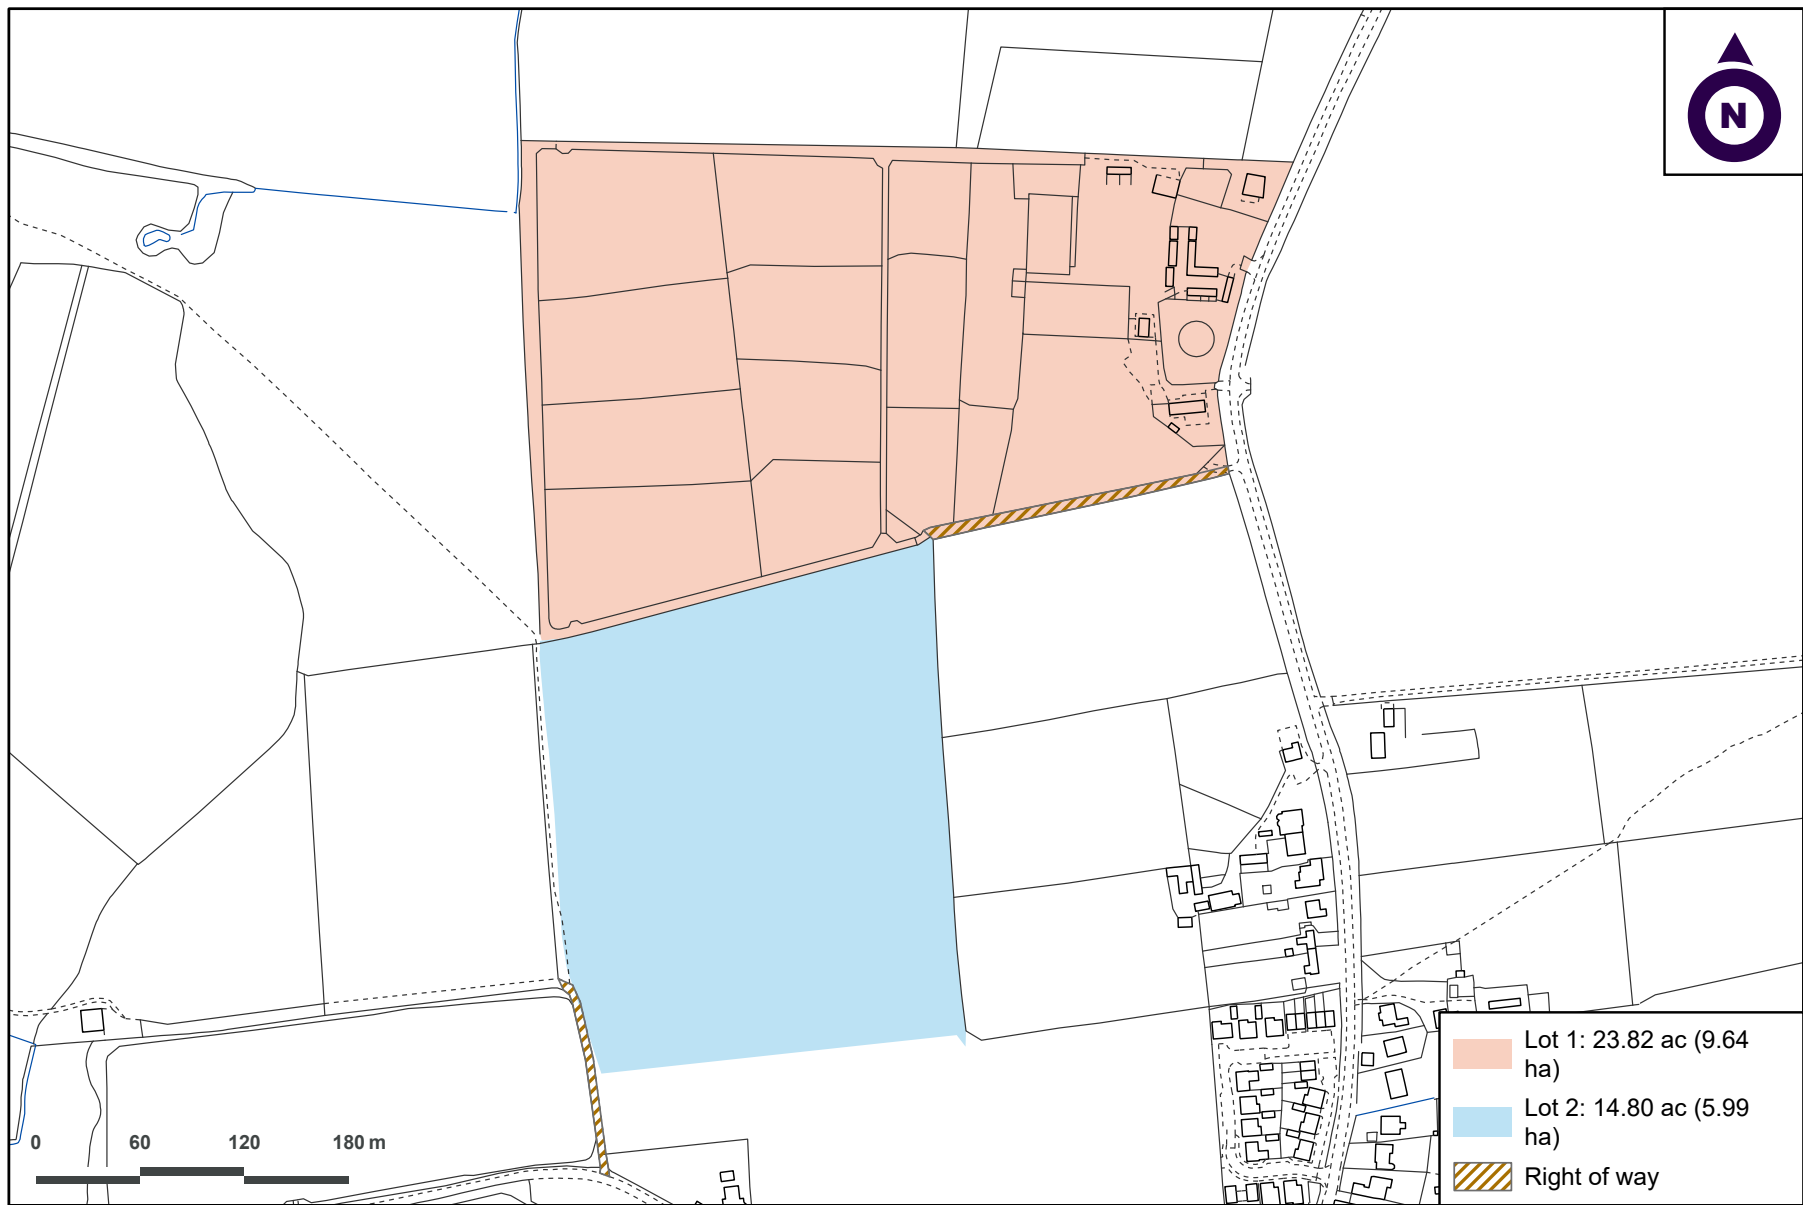 N
Lot 1: 23.82 ac (9.64
ha)
Lot 2: 14.80 ac (5.99
ha)
Right of way
0 60 120 180 m